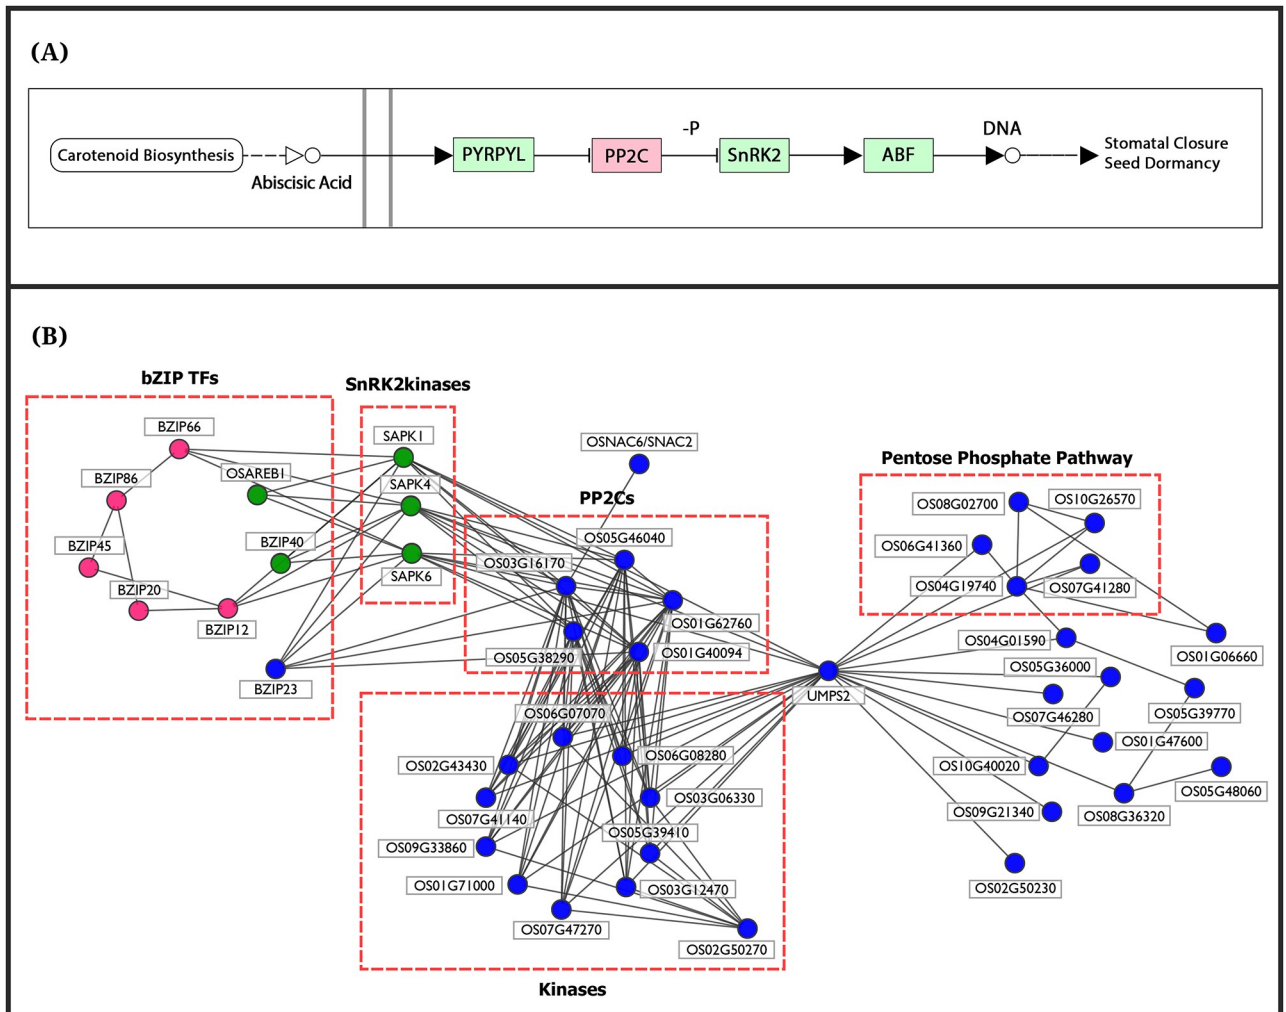 (A)
Carotenoid Biosynthesis
Abiscisic Acid
PYRPYL
PP2C
-P
SnRK2
ABF
DNA
Stomatal Closure
Seed Dormancy
(B)
bZIP TFs
SnRK2kinases
BZIP66
SAPK1
OSNAC6/SNAC2
Pentose Phosphate Pathway
BZIP86
OSAREB1
SAPK4
PP2Cs
OS08G02700
OS10G26570
BZIP45
BZIP40
OS05G46040
OS06G41360
OS03G16170
SAPK6
BZIP20
OS04G19740
OS07G41280
BZIP12
OS01G62760
OS04G01590
OS05G38290
OS01G40094
OS01G06660
OS05G36000
BZIP23
UMPS2
OS06G07070
OS07G46280
OS05G39770
OS01G47600
OS02G43430
OS06G08280
OS10G40020
OS05G48060
OS03G06330
OS07G41140
OS09G21340
OS08G36320
OS05G39410
OS09G33860
OS01G71000
OS03G12470
OS02G50230
OS07G47270
OS02G50270
Kinases